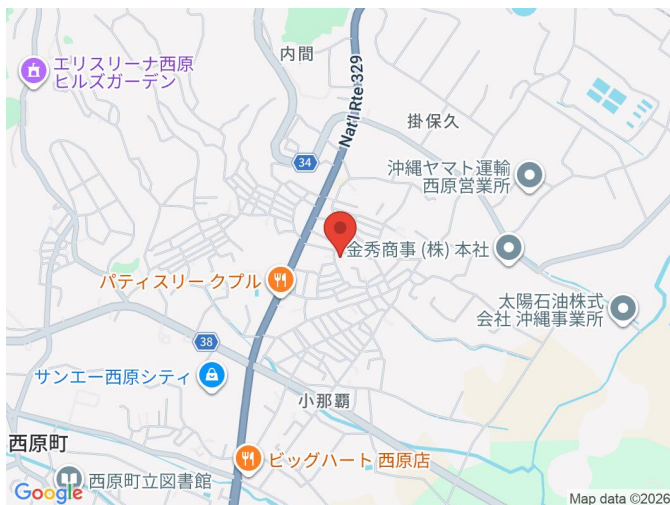 内間
エリスリーナ西原
ヒルズガーデン
Nat'l Rte 329
掛保久
34
沖縄ヤマト運輸
西原営業所
金秀商事 (株) 本社
パティスリー クプル
太陽石油株式
会社 沖縄事業所
38
サンエー西原シティ
小那覇
西原町
ビッグハート 西原店
西原町立図書館
Google
Map data ©2026